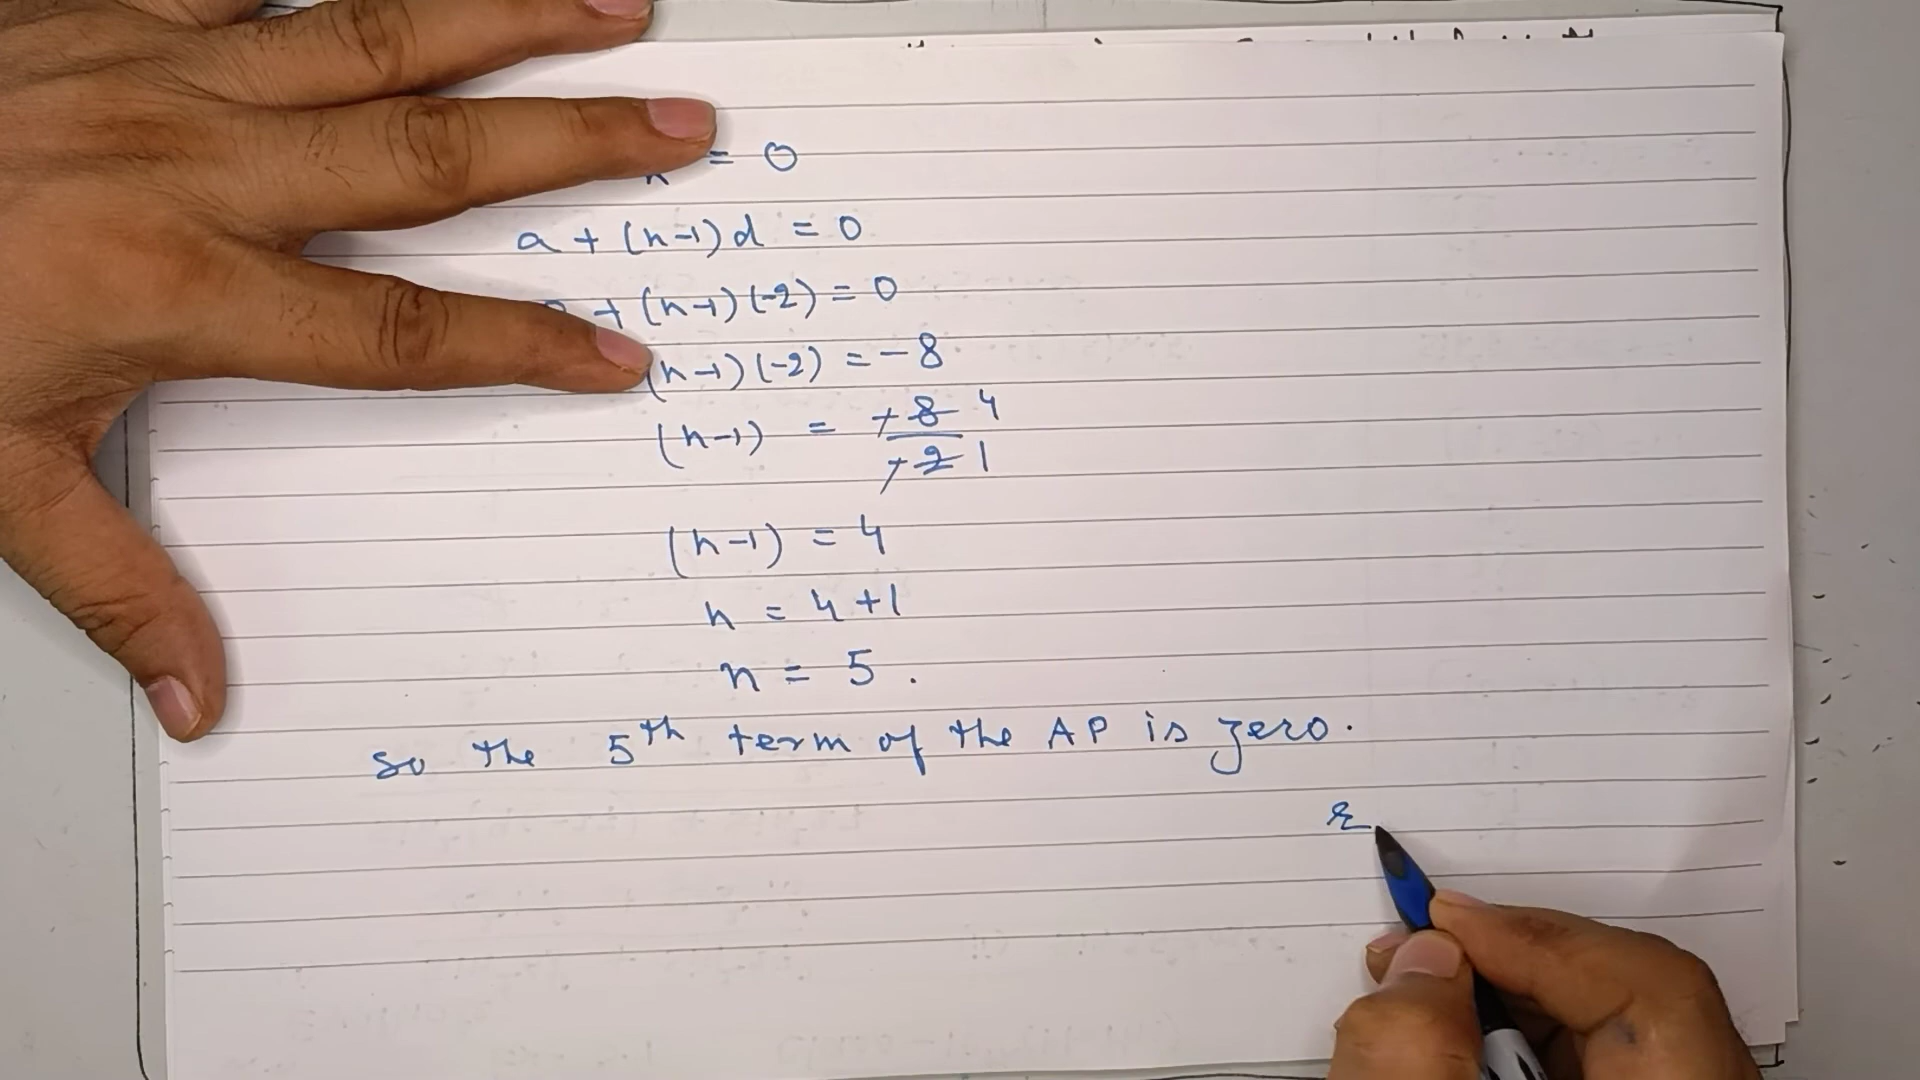 = 0
a + (n-1)d = 0
+ (n-1)(-2) = 0
(n-1)(-2) = -8
(n-1) = -8 4
-2 1
(n-1) = 4
n = 4 + 1
n = 5.
So the 5th term of the AP is zero.